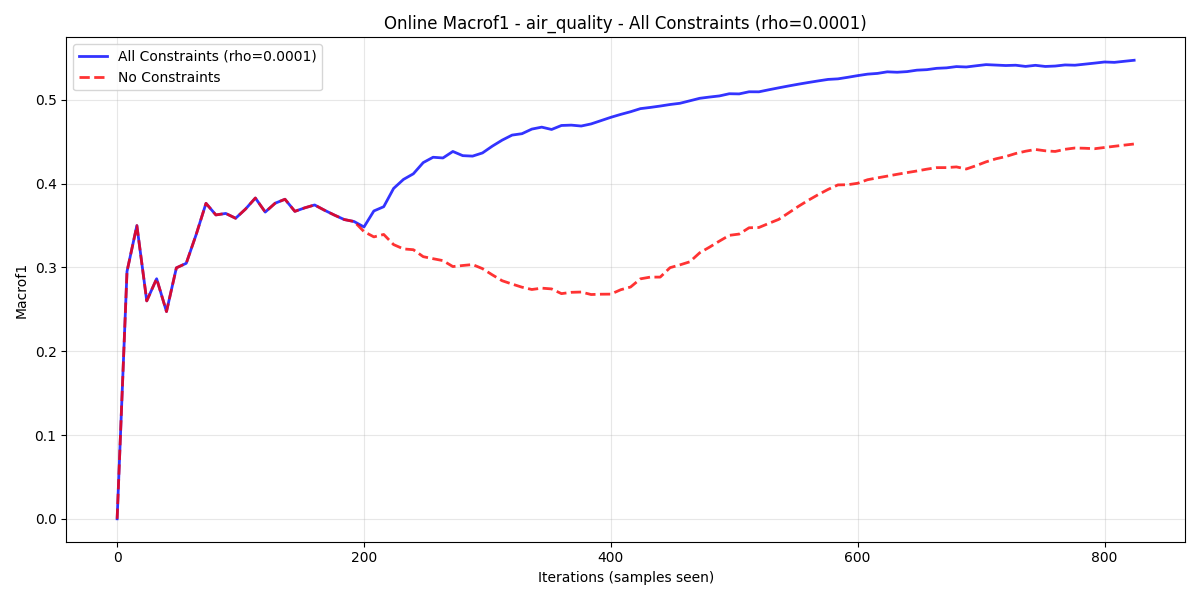 Online Macrof1 - air_quality - All Constraints (rho=0.0001)
All Constraints (rho=0.0001)
No Constraints
Macrof1
0.5
0.4
0.3
0.2
0.1
0.0
0
200
400
600
800
Iterations (samples seen)